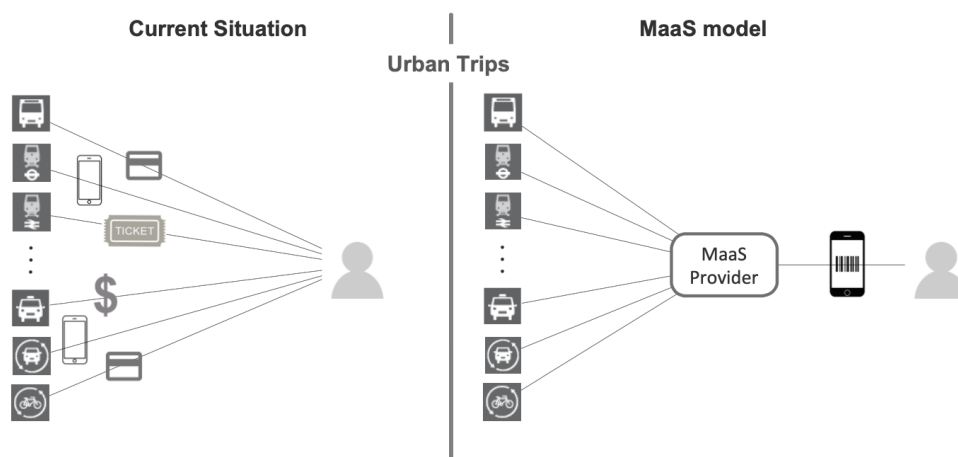 Current Situation
MaaS model
Urban Trips
TICKET
$
MaaS
Provider